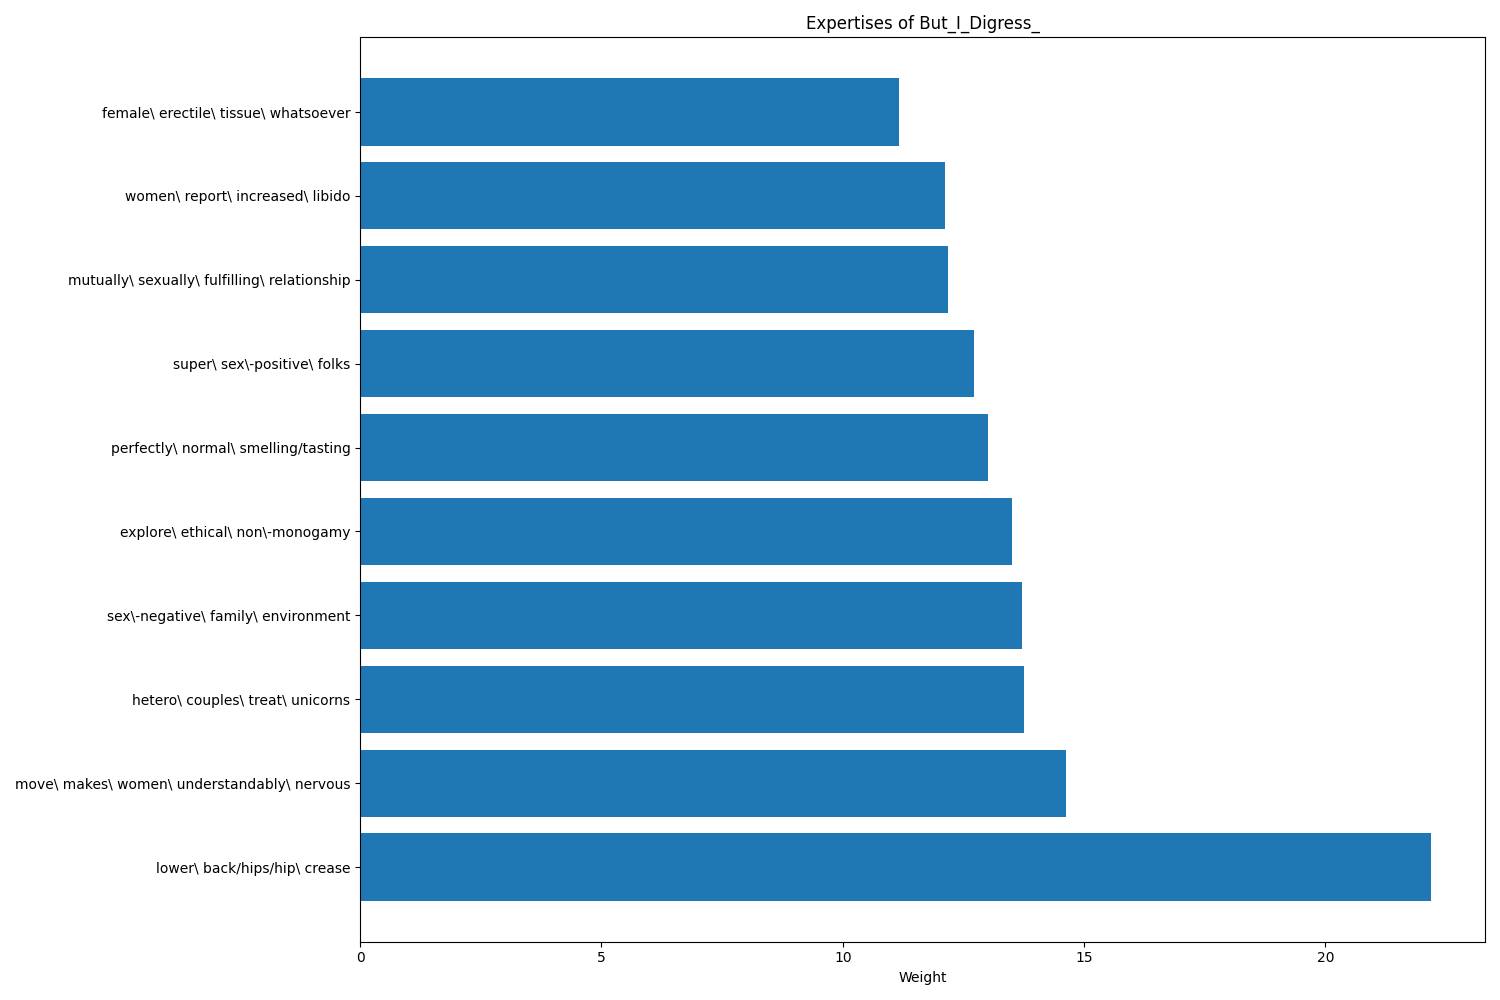 Expertises of But_I_Digress_
female\ erectile\ tissue\ whatsoever
women\ report\ increased\ libido
mutually\ sexually\ fulfilling\ relationship
super\ sex\-positive\ folks
perfectly\ normal\ smelling/tasting
explore\ ethical\ non\-monogamy
sex\-negative\ family\ environment
hetero\ couples\ treat\ unicorns
move\ makes\ women\ understandably\ nervous
lower\ back/hips/hip\ crease
0 5 10 15 20
Weight